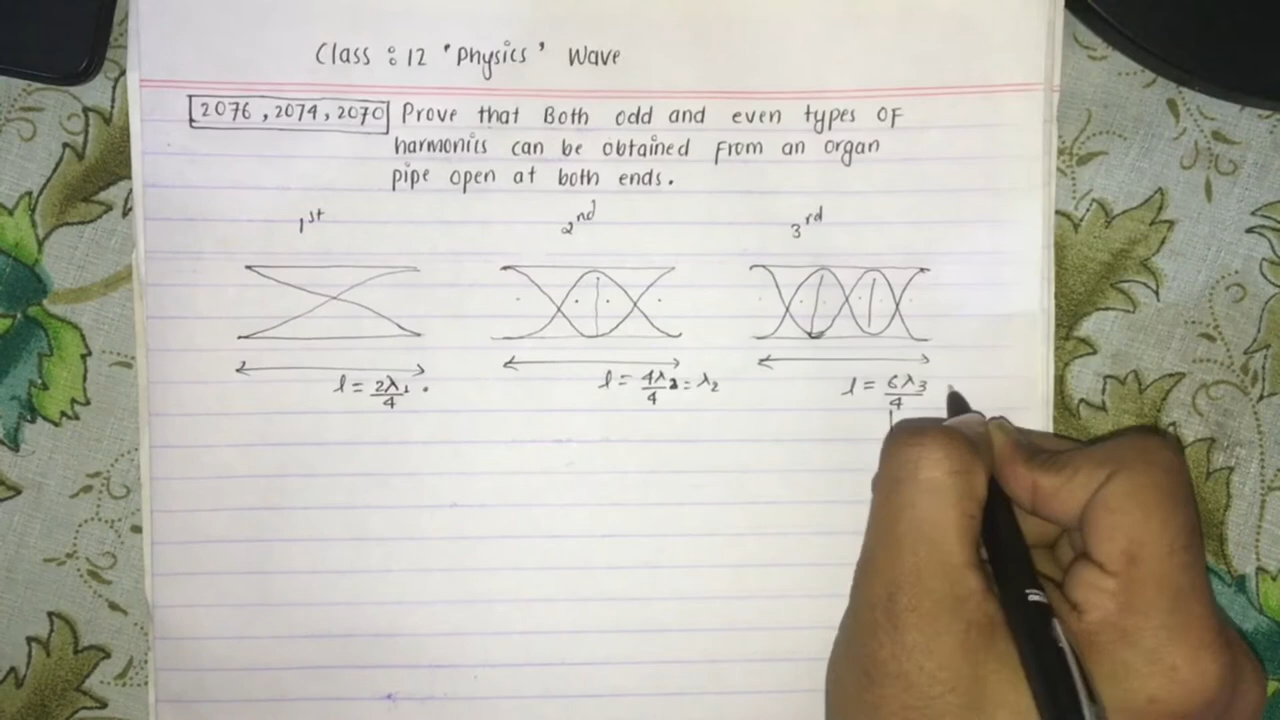 Class : 12 "Physics" Wave
2076, 2074, 2070 Prove that Both odd and even types of
harmonics can be obtained from an organ
pipe open at both ends.
1st 2nd 3rd
l = 2λ1/4 . l = 4λ2/4 = λ2 l = 6λ3/4